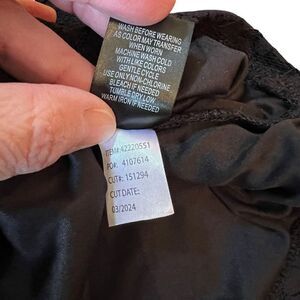 WASH BEFORE WEARING
AS COLOR MAY TRANSFER
WHEN WORN
MACHINE WASH COLD
WITH LIKE COLORS
GENTLE CYCLE
USE ONLY NON-CHLORINE
BLEACH IF NEEDED
TUMBLE DRY LOW
WARM IRON IF NEEDED
ITEM#:42220551
PO#: 4107614
CUT#: 151294
CUT DATE:
03/2024